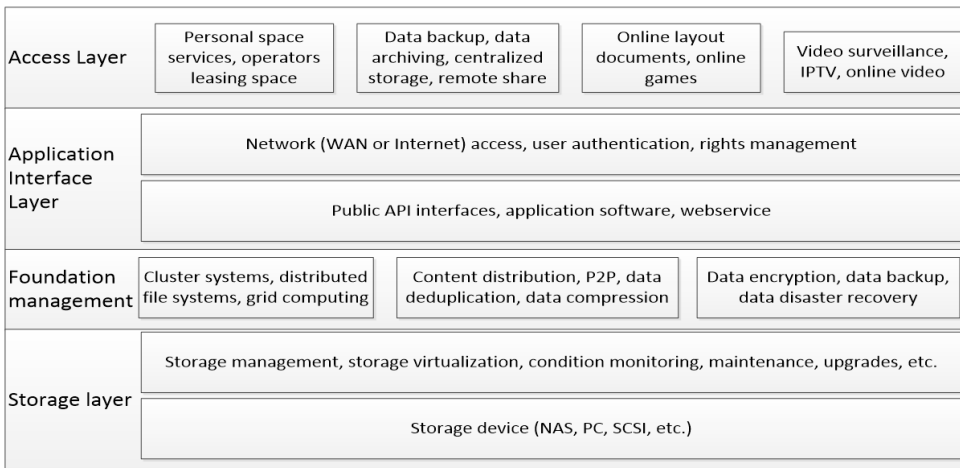 Access Layer
Personal space
services, operators
leasing space
Data backup, data
archiving, centralized
storage, remote share
Online layout
documents, online
games
Video surveillance,
IPTV, online video
Application
Interface
Layer
Network (WAN or Internet) access, user authentication, rights management
Public API interfaces, application software, webservice
Foundation
management
Cluster systems, distributed
file systems, grid computing
Content distribution, P2P, data
deduplication, data compression
Data encryption, data backup,
data disaster recovery
Storage layer
Storage management, storage virtualization, condition monitoring, maintenance, upgrades, etc.
Storage device (NAS, PC, SCSI, etc.)